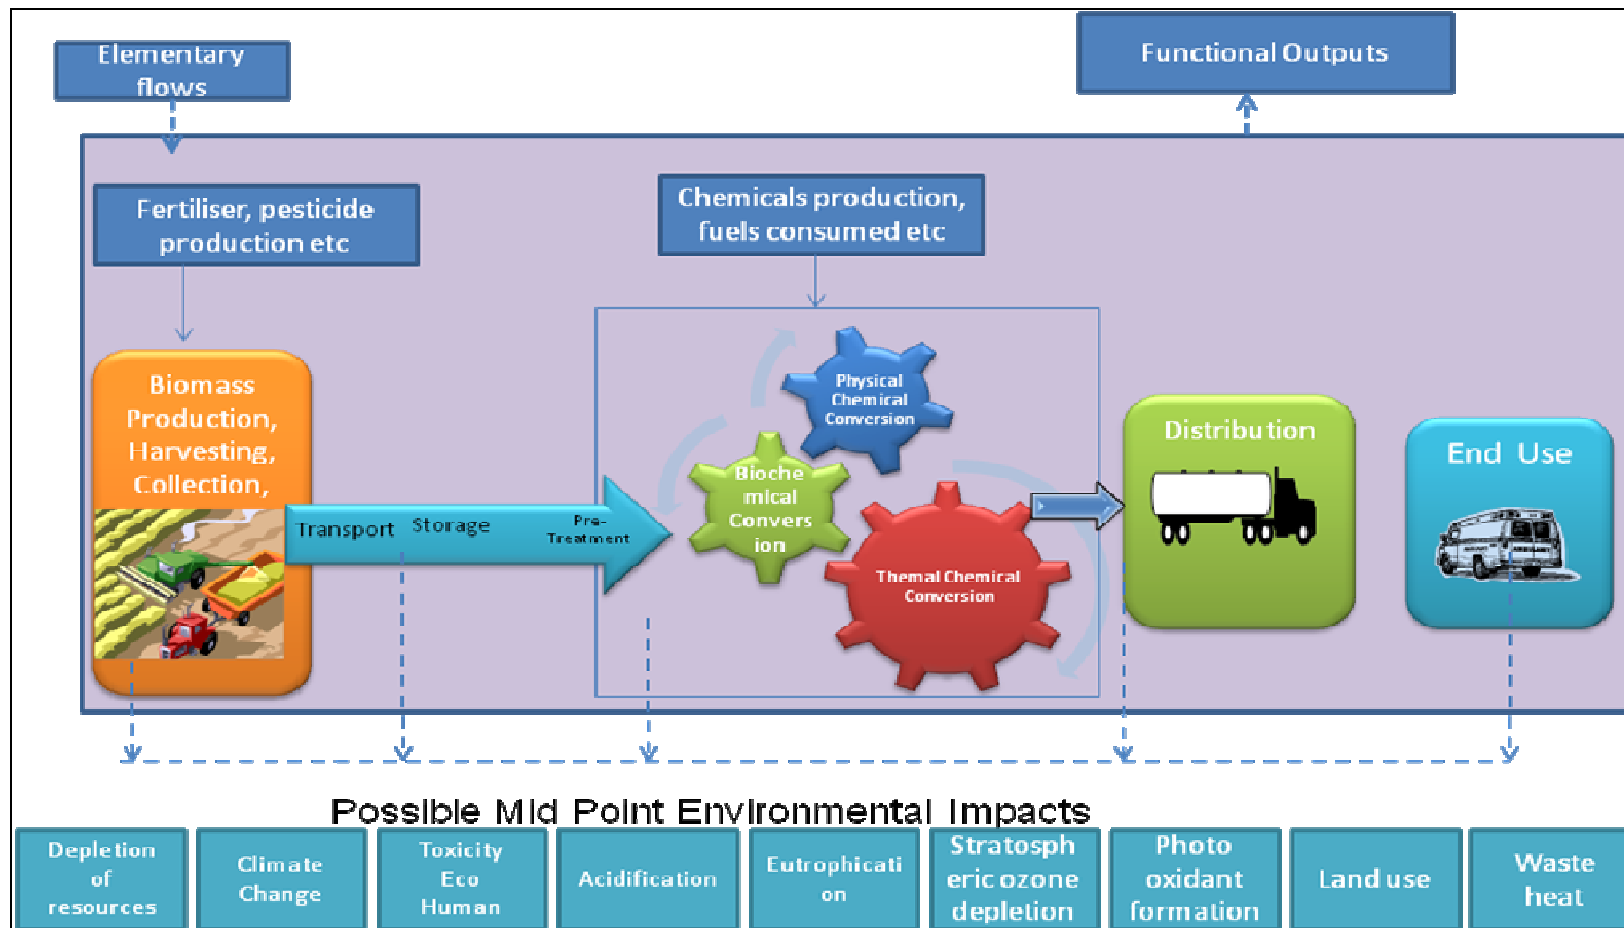 Elementary
flows
Functional Outputs
Fertiliser, pesticide
production etc
Chemicals production,
fuels consumed etc
Biomass
Production,
Harvesting,
Collection,
Transport
Storage
Pre-
Treatment
Physical
Chemical
Conversion
Bioche
mical
Convers
ion
Themal Chemical
Conversion
Distribution
End Use
Possible Mid Point Environmental Impacts
Depletion
of
resources
Climate
Change
Toxicity
Eco
Human
Acidification
Eutrophicati
on
Stratosph
eric ozone
depletion
Photo
oxidant
formation
Land use
Waste
heat